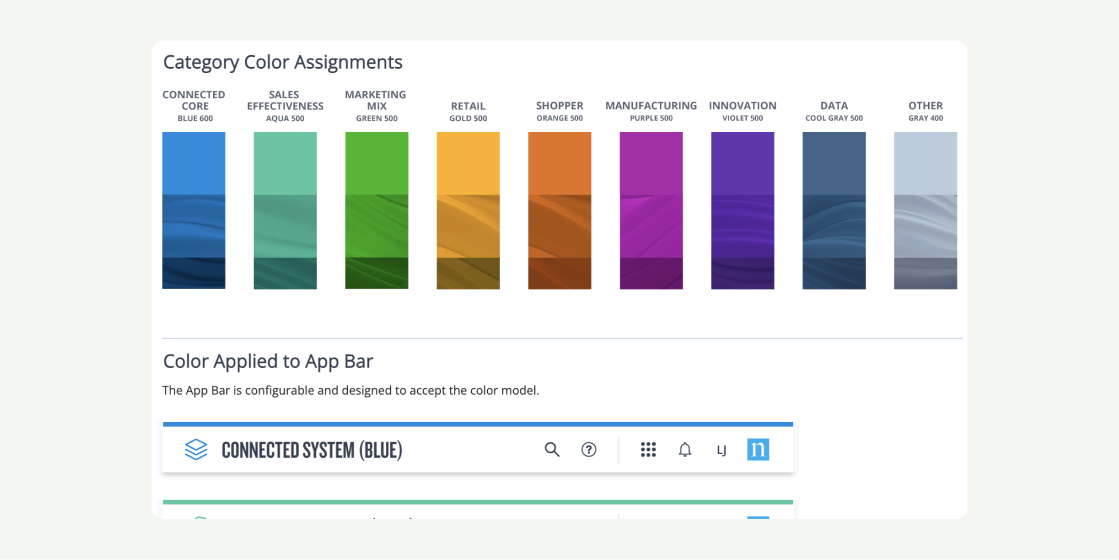 Category Color Assignments
CONNECTED
CORE
BLUE 600
SALES
EFFECTIVENESS
AQUA 500
MARKETING
MIX
GREEN 500
RETAIL
GOLD 500
SHOPPER
ORANGE 500
MANUFACTURING
PURPLE 500
INNOVATION
VIOLET 500
DATA
COOL GRAY 500
OTHER
GRAY 400
Color Applied to App Bar
The App Bar is configurable and designed to accept the color model.
CONNECTED SYSTEM (BLUE) ? LJ n